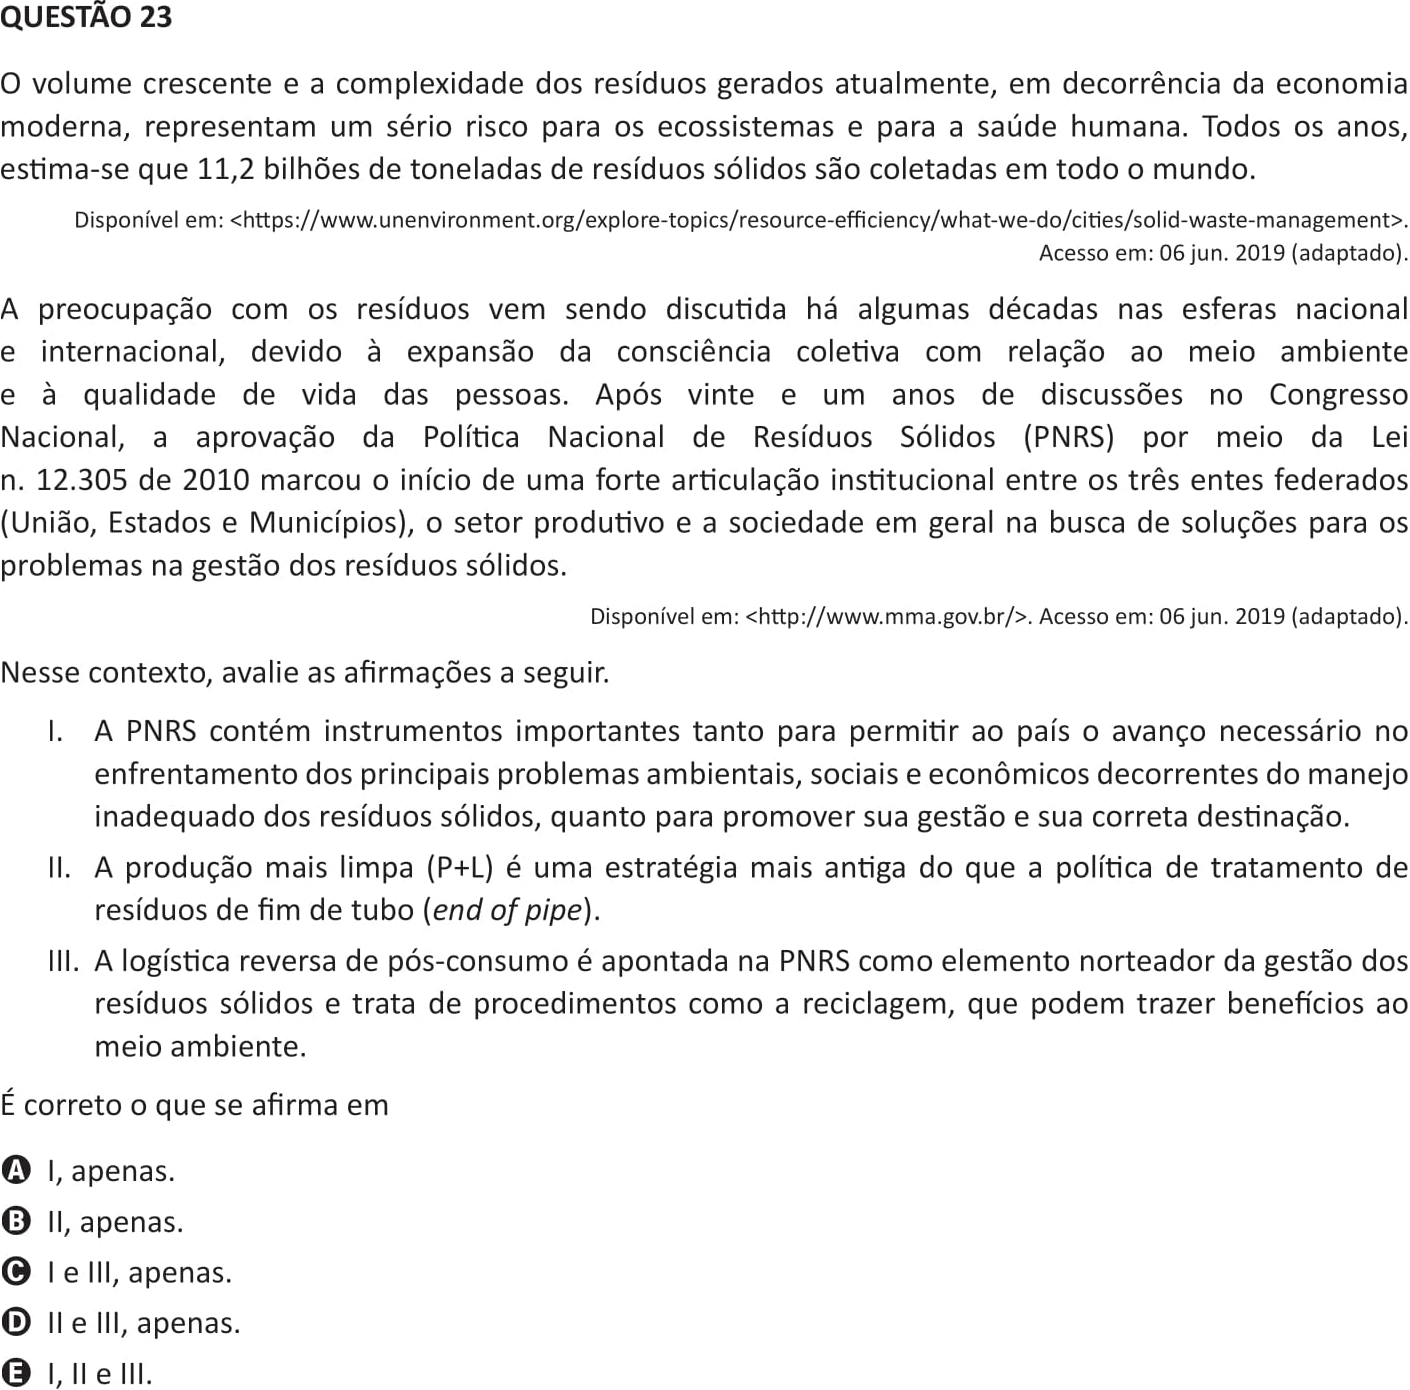 QUESTÃO 23
O volume crescente e a complexidade dos resíduos gerados atualmente, em decorrência da economia
moderna, representam um sério risco para os ecossistemas e para a saúde humana. Todos os anos,
estima-se que 11,2 bilhões de toneladas de resíduos sólidos são coletadas em todo o mundo.
Disponível em: <https://www.unenvironment.org/explore-topics/resource-efficiency/what-we-do/cities/solid-waste-management>.
Acesso em: 06 jun. 2019 (adaptado).
A preocupação com os resíduos vem sendo discutida há algumas décadas nas esferas nacional
e internacional, devido à expansão da consciência coletiva com relação ao meio ambiente
e à qualidade de vida das pessoas. Após vinte e um anos de discussões no Congresso
Nacional, a aprovação da Política Nacional de Resíduos Sólidos (PNRS) por meio da Lei
n. 12.305 de 2010 marcou o início de uma forte articulação institucional entre os três entes federados
(União, Estados e Municípios), o setor produtivo e a sociedade em geral na busca de soluções para os
problemas na gestão dos resíduos sólidos.
Disponível em: <http://www.mma.gov.br/>. Acesso em: 06 jun. 2019 (adaptado).
Nesse contexto, avalie as afirmações a seguir.
I. A PNRS contém instrumentos importantes tanto para permitir ao país o avanço necessário no
enfrentamento dos principais problemas ambientais, sociais e econômicos decorrentes do manejo
inadequado dos resíduos sólidos, quanto para promover sua gestão e sua correta destinação.
II. A produção mais limpa (P+L) é uma estratégia mais antiga do que a política de tratamento de
resíduos de fim de tubo (end of pipe).
III. A logística reversa de pós-consumo é apontada na PNRS como elemento norteador da gestão dos
resíduos sólidos e trata de procedimentos como a reciclagem, que podem trazer benefícios ao
meio ambiente.
É correto o que se afirma em
A I, apenas.
B II, apenas.
C I e III, apenas.
D II e III, apenas.
E I, II e III.